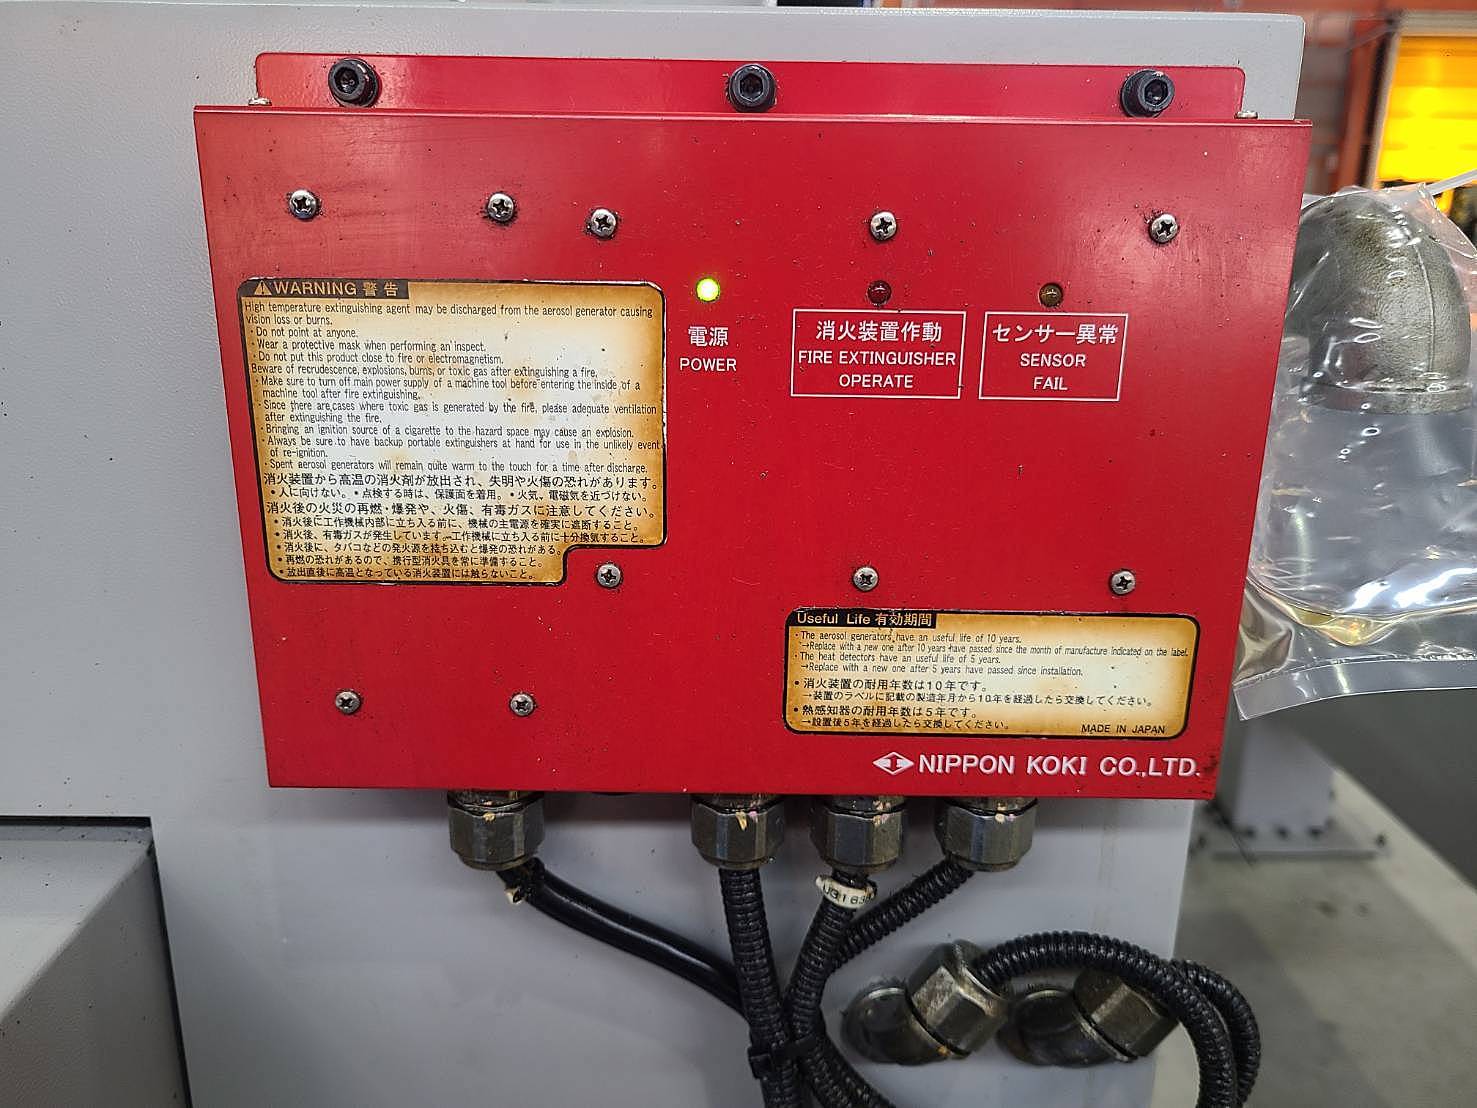 ⚠WARNING 警告
High temperature extinguishing agent may be discharged from the aerosol generator causing
vision loss or burns.
・Do not point at anyone.
・Wear a protective mask when performing an inspect.
・Do not put this product close to fire or electromagnetism.
Beware of recrudescence, explosions, burns, or toxic gas after extinguishing a fire.
・Make sure to turn off main power supply of a machine tool before entering the inside of a
machine tool after fire extinguishing.
・Since there are cases where toxic gas is generated by the fire, please adequate ventilation
after extinguishing the fire.
・Bringing an ignition source of a cigarette to the hazard space may cause an explosion.
・Always be sure to have backup portable extinguishers at hand for use in the unlikely event
of re-ignition.
・Spent aerosol generators will remain quite warm to the touch for a time after discharge.
消火装置から高温の消火剤が放出され、失明や火傷の恐れがあります。
・人に向けない。・点検する時は、保護面を着用。・火気、電磁気を近づけない。
消火後の火災の再燃・爆発や、火傷、有毒ガスに注意してください。
・消火後に工作機械内部に立ち入る前に、機械の主電源を確実に遮断すること。
・消火後、有毒ガスが発生しています。工作機械に立ち入る前に十分換気すること。
・消火後に、タバコなどの発火源を持ち込むと爆発の恐れがある。
・再燃の恐れがあるので、携行型消火具を常に準備すること。
・放出直後に高温となっている消火装置には触らないこと。
電源
POWER
消火装置作動
FIRE EXTINGUISHER
OPERATE
センサー異常
SENSOR
FAIL
Useful Life 有効期間
・The aerosol generators have an useful life of 10 years.
→Replace with a new one after 10 years have passed since the month of manufacture indicated on the label.
・The heat detectors have an useful life of 5 years.
→Replace with a new one after 5 years have passed since installation.
・消火装置の耐用年数は10年です。
→装置のラベルに記載の製造年月から10年を経過したら交換してください。
・熱感知器の耐用年数は5年です。
→設置後5年を経過したら交換してください。
MADE IN JAPAN
NIPPON KOKI CO.,LTD.